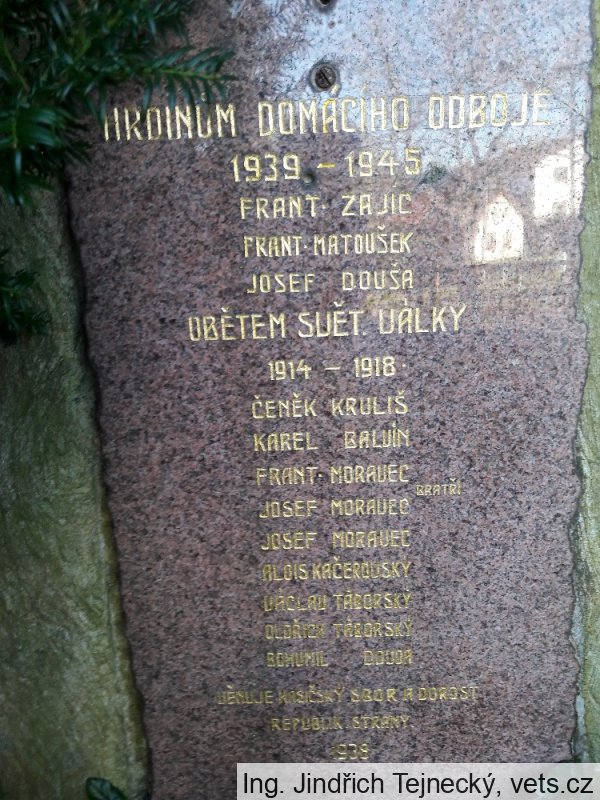 HRDINŮM DOMÁCÍHO ODBOJE
1939 - 1945
FRANT. ZAJÍC
FRANT. MATOUŠEK
JOSEF DOUŠA
OBĚTEM SVĚT. VÁLKY
1914 - 1918.
ČENĚK KRULIŠ
KAREL BALVÍN
FRANT. MORAVEC
BRATŘI
JOSEF MORAVEC
JOSEF MORAVEC
ALOIS KAČEROVSKÝ
VÁCLAV TÁBORSKÝ
OLDŘICH TÁBORSKÝ
BOHUMIL DOUDA
VĚNUJE HASIČSKÝ SBOR A DOROST
REPUBLIK. STRANY
1938
Ing. Jindřich Tejnecký, vets.cz